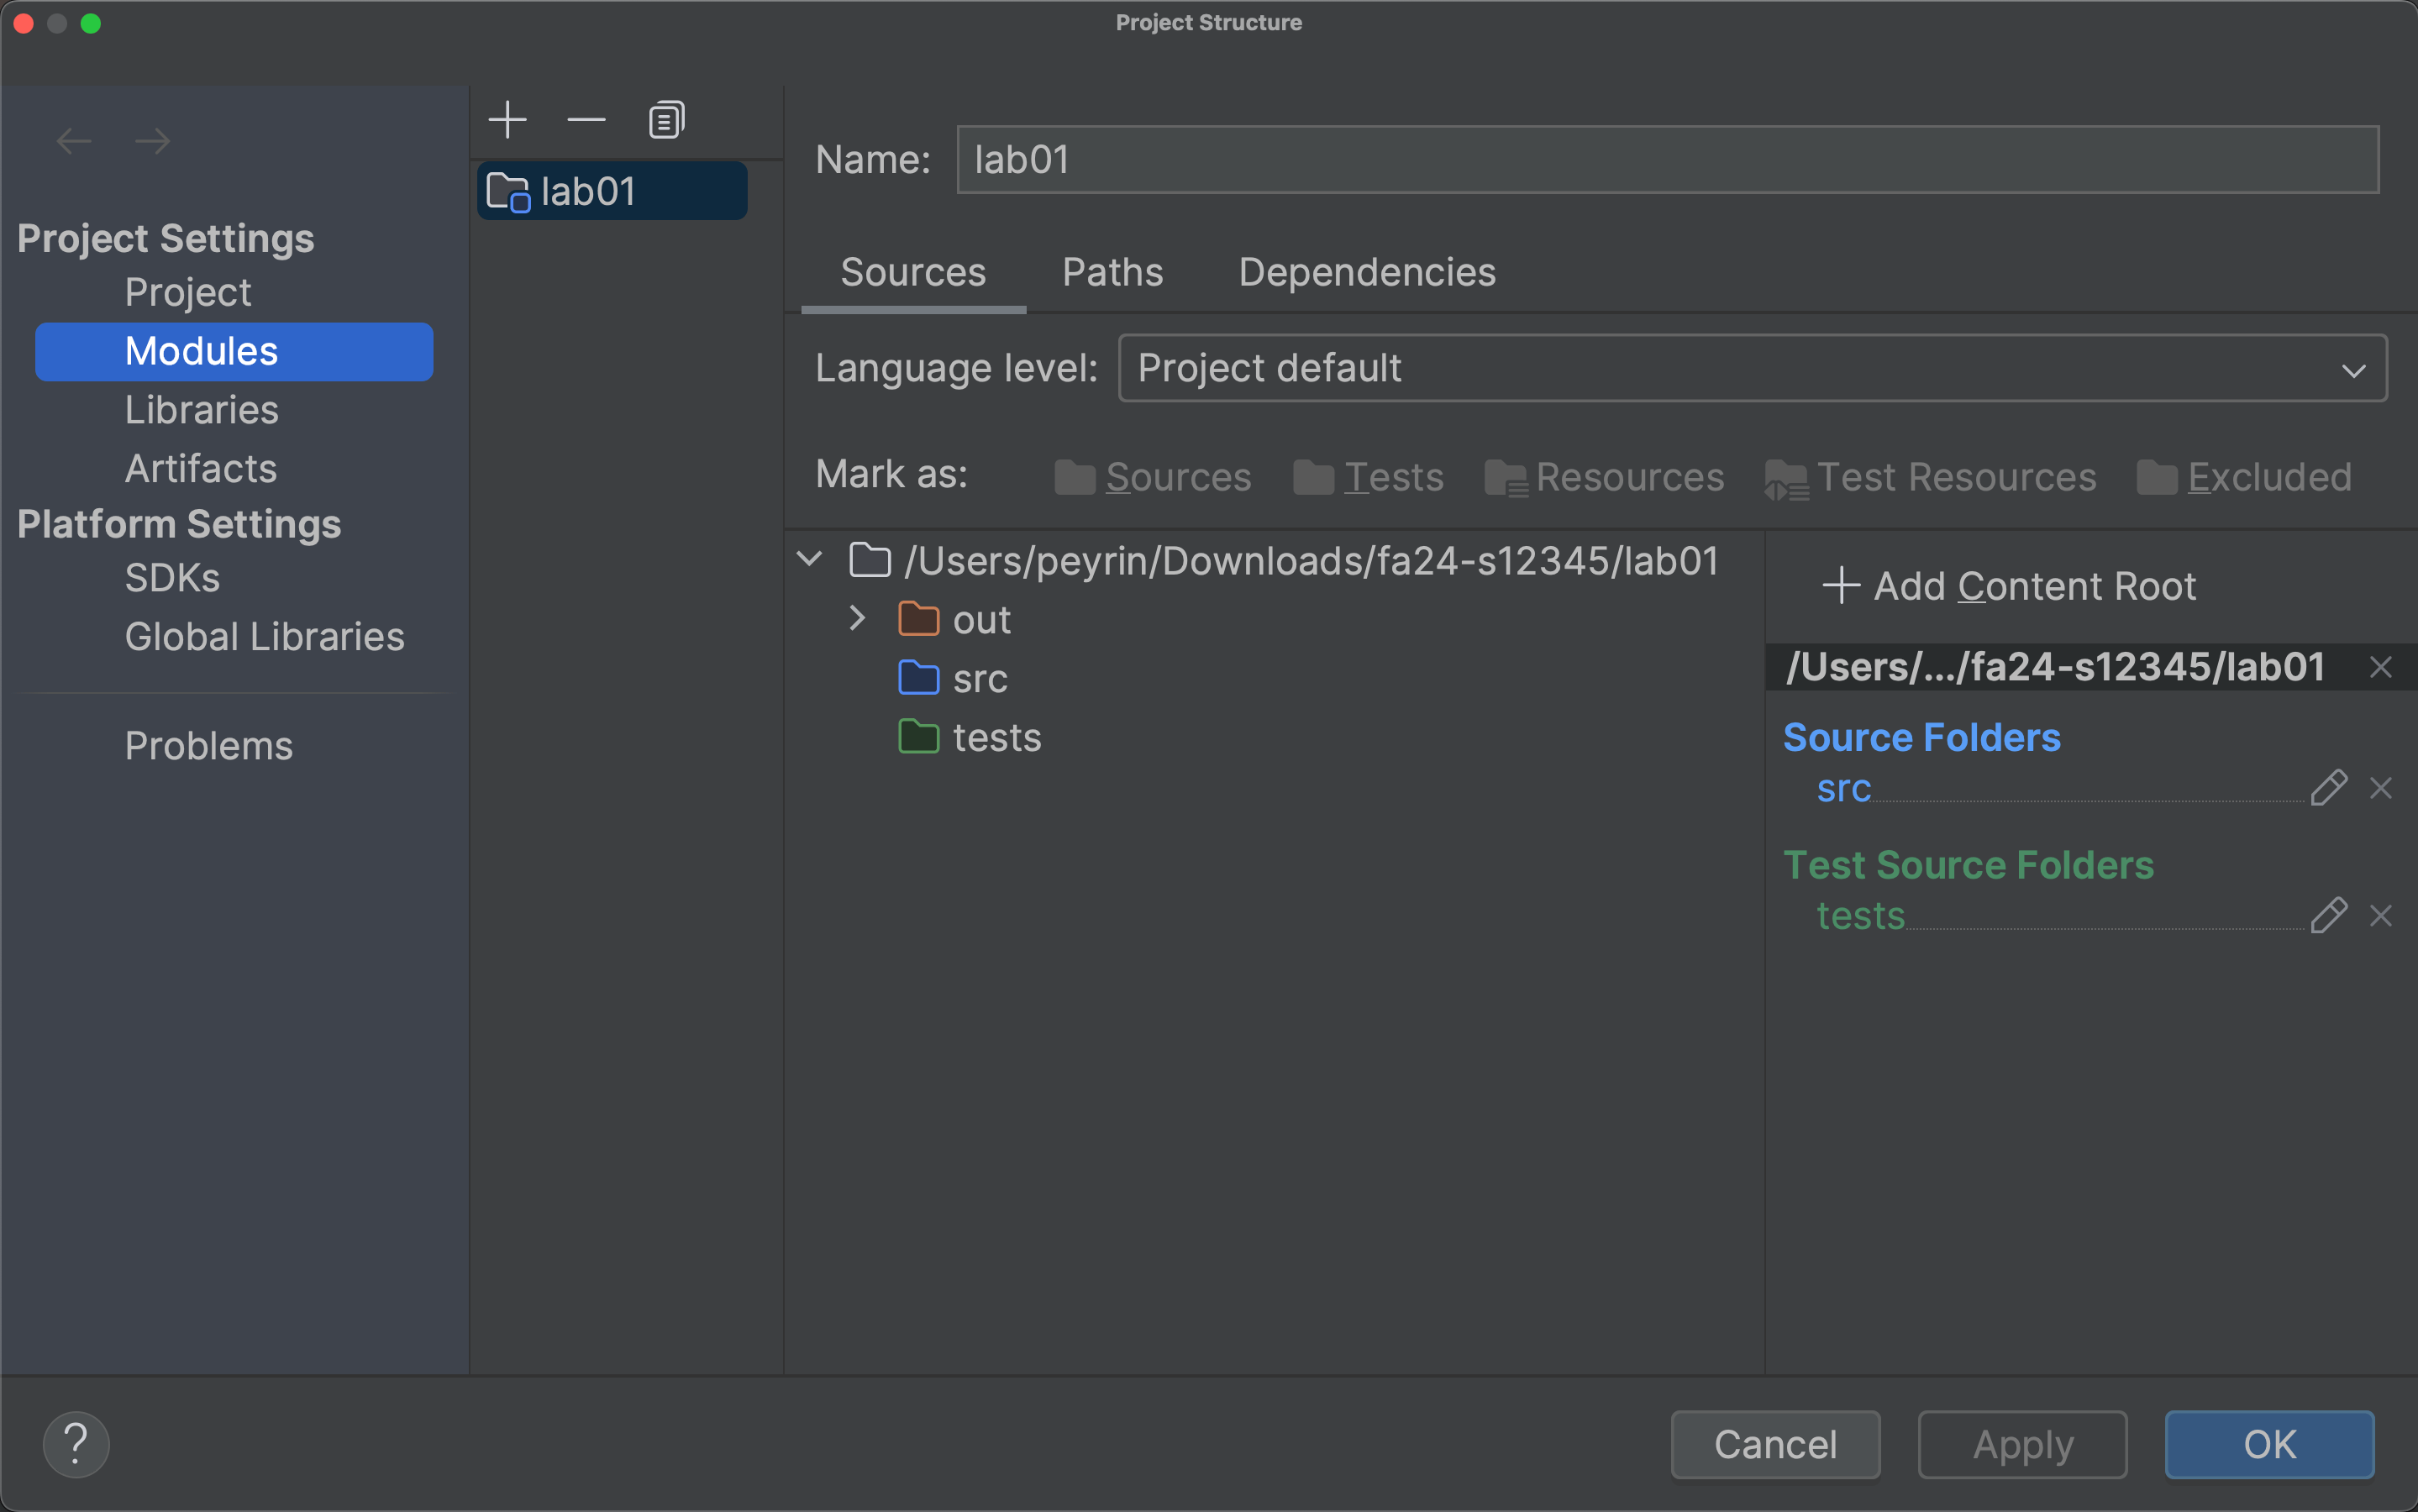 Project Structure
Project Settings
Project
Modules
Libraries
Artifacts
Platform Settings
SDKs
Global Libraries
Problems
lab01
Name: lab01
Sources Paths Dependencies
Language level: Project default
Mark as: Sources Tests Resources Test Resources Excluded
/Users/peyrin/Downloads/fa24-s12345/lab01
out
src
tests
Add Content Root
/Users/.../fa24-s12345/lab01
Source Folders
src
Test Source Folders
tests
?
Cancel Apply OK